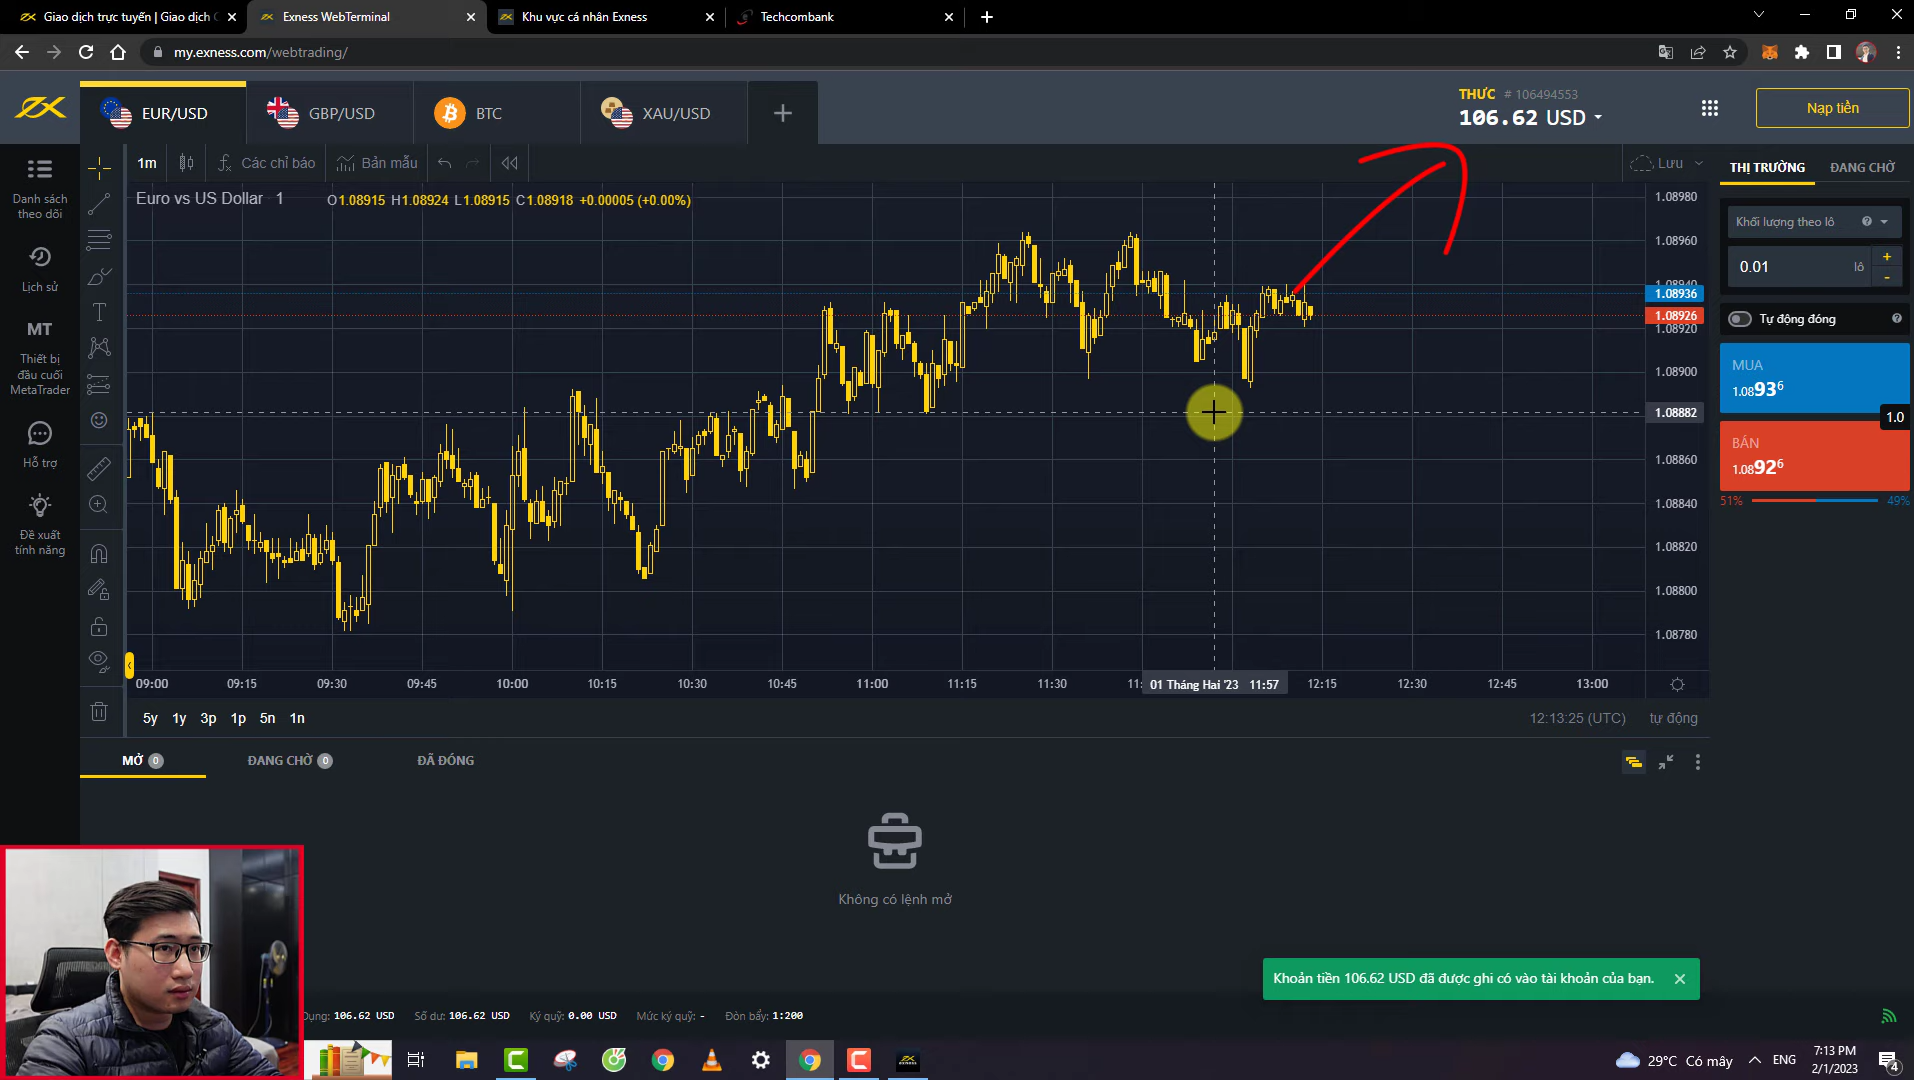 Giao dịch trực tuyến | Giao dịch
Exness WebTerminal
Khu vực cá nhân Exness
Techcombank
my.exness.com/webtrading/
EUR/USD
GBP/USD
BTC
XAU/USD
THỰC # 106494553
106.62 USD
Nạp tiền
1m
Các chỉ báo
Bản mẫu
Lưu
THỊ TRƯỜNG
ĐANG CHỜ
Danh sách
theo dõi
Lịch sử
MT
Thiết bị
đầu cuối
MetaTrader
Hỗ trợ
Đề xuất
tính năng
Euro vs US Dollar 1
O1.08915 H1.08924 L1.08915 C1.08918 +0.00005 (+0.00%)
1.08980
1.08960
1.08940
1.08936
1.08926
1.08920
1.08900
1.08882
1.08860
1.08840
1.08820
1.08800
1.08780
Khối lượng theo lô
0.01 lô
+
-
Tự động đóng
MUA
1.08936
1.0
BÁN
1.08926
51%
49%
09:00 09:15 09:30 09:45 10:00 10:15 10:30 10:45 11:00 11:15 11:30 11: 01 Tháng Hai '23 11:57 12:15 12:30 12:45 13:00
5y 1y 3p 1p 5n 1n
12:13:25 (UTC)
tự động
MỞ 0
ĐANG CHỜ 0
ĐÃ ĐÓNG
Không có lệnh mở
Khoản tiền 106.62 USD đã được ghi có vào tài khoản của bạn.
Dụng: 106.62 USD Số dư: 106.62 USD Ký quỹ: 0.00 USD Mức ký quỹ: - Đòn bẩy: 1:200
29°C Có mây
ENG
7:13 PM
2/1/2023
4